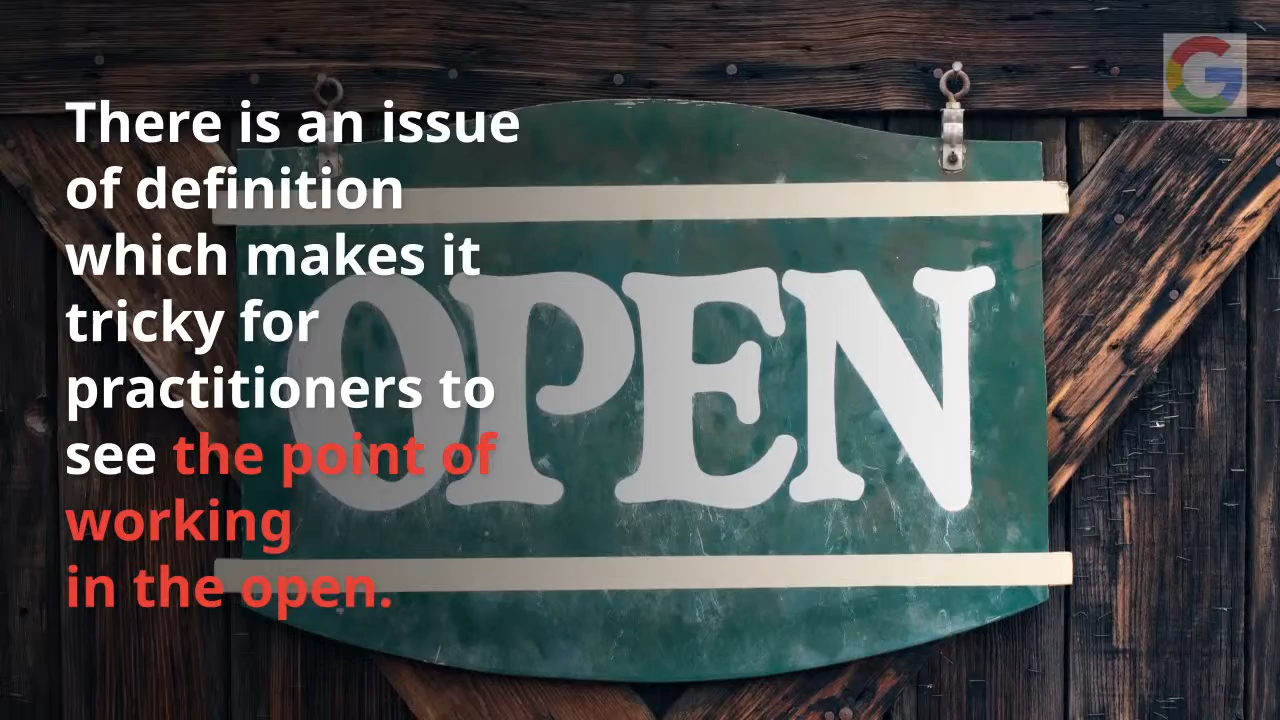 There is an issue
of definition
which makes it
tricky for
practitioners to
see the point of
working
in the open.
OPEN
G